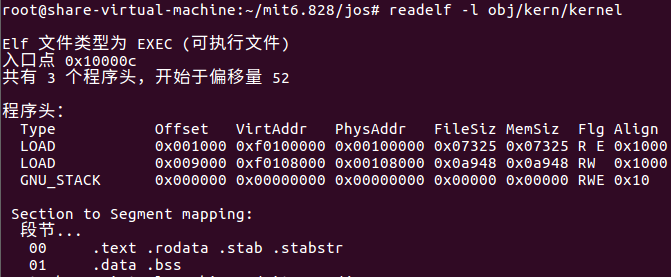 root@share-virtual-machine:~/mit6.828/jos# readelf -l obj/kern/kernel
Elf 文件类型为 EXEC (可执行文件)
入口点 0x10000c
共有 3 个程序头，开始于偏移量 52
程序头：
Type Offset VirtAddr PhysAddr FileSiz MemSiz Flg Align
LOAD 0x001000 0xf0100000 0x00100000 0x07325 0x07325 R E 0x1000
LOAD 0x009000 0xf0108000 0x00108000 0x0a948 0x0a948 RW 0x1000
GNU_STACK 0x000000 0x00000000 0x00000000 0x00000 0x00000 RWE 0x10
Section to Segment mapping:
段节...
00 .text .rodata .stab .stabstr
01 .data .bss